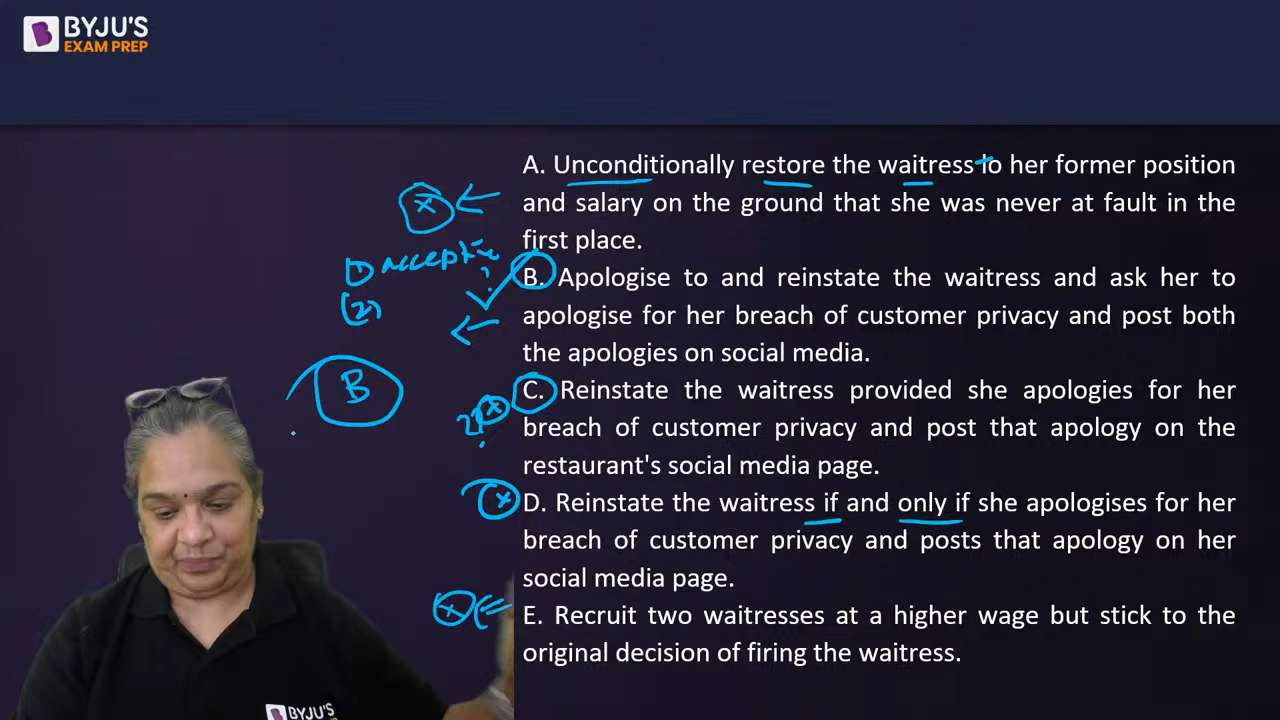 BYJU'S
EXAM PREP
A. Unconditionally restore the waitress to her former position
and salary on the ground that she was never at fault in the
first place.
B. Apologise to and reinstate the waitress and ask her to
apologise for her breach of customer privacy and post both
the apologies on social media.
C. Reinstate the waitress provided she apologies for her
breach of customer privacy and post that apology on the
restaurant's social media page.
D. Reinstate the waitress if and only if she apologises for her
breach of customer privacy and posts that apology on her
social media page.
E. Recruit two waitresses at a higher wage but stick to the
original decision of firing the waitress.
x
(1)
?
(2)
B
x
?
x
x
BYJU'S